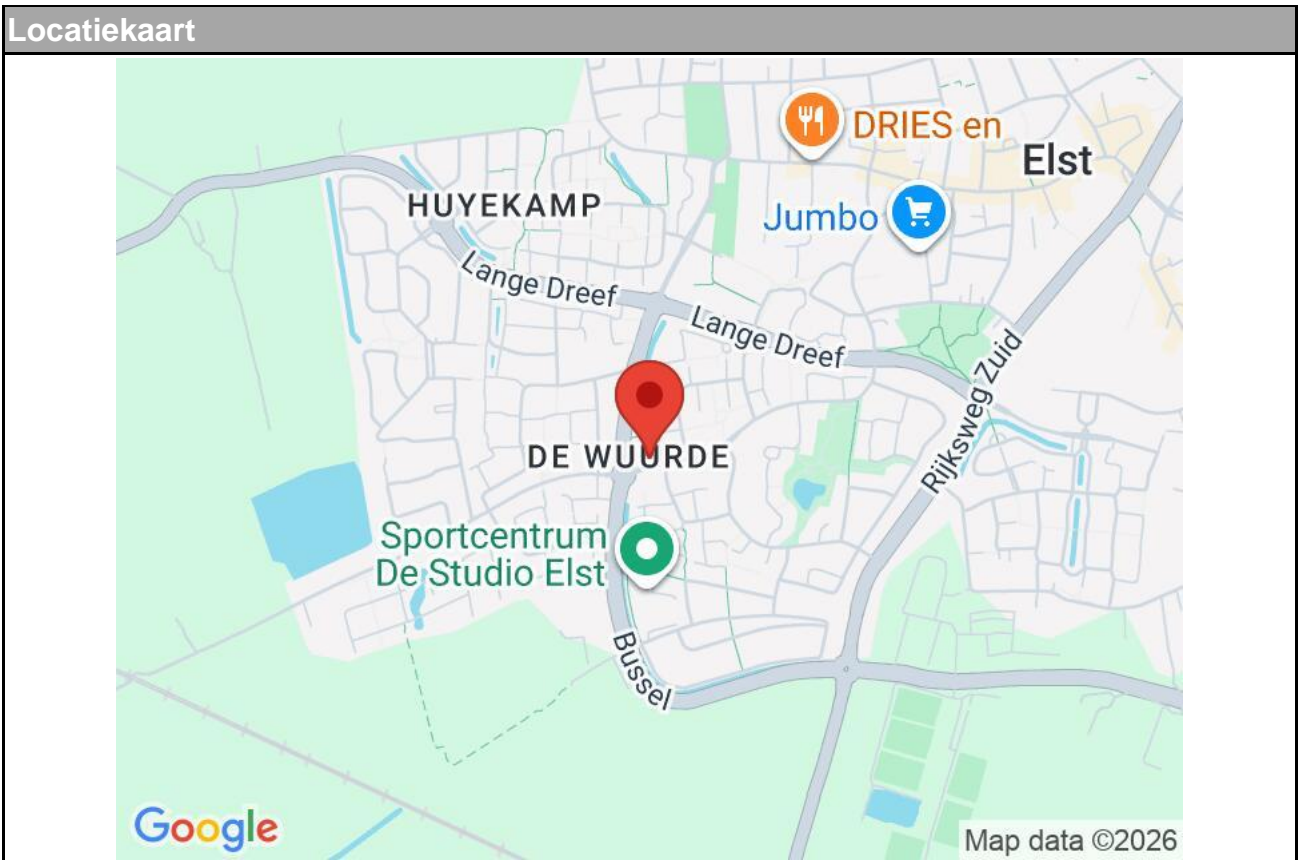 Locatiekaart
DRIES en
Elst
HUYEKAMP
Jumbo
Lange Dreef
Lange Dreef
Rijksweg Zuid
DE WUURDE
Sportcentrum
De Studio Elst
Bussel
Google
Map data ©2026